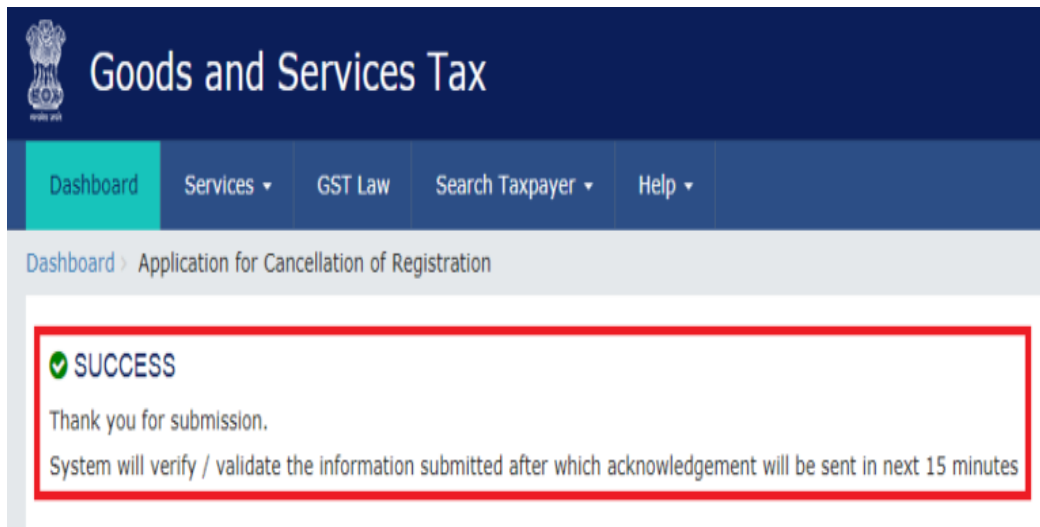 Goods and Services Tax
Dashboard Services GST Law Search Taxpayer Help
Dashboard > Application for Cancellation of Registration
SUCCESS
Thank you for submission.
System will verify / validate the information submitted after which acknowledgement will be sent in next 15 minutes